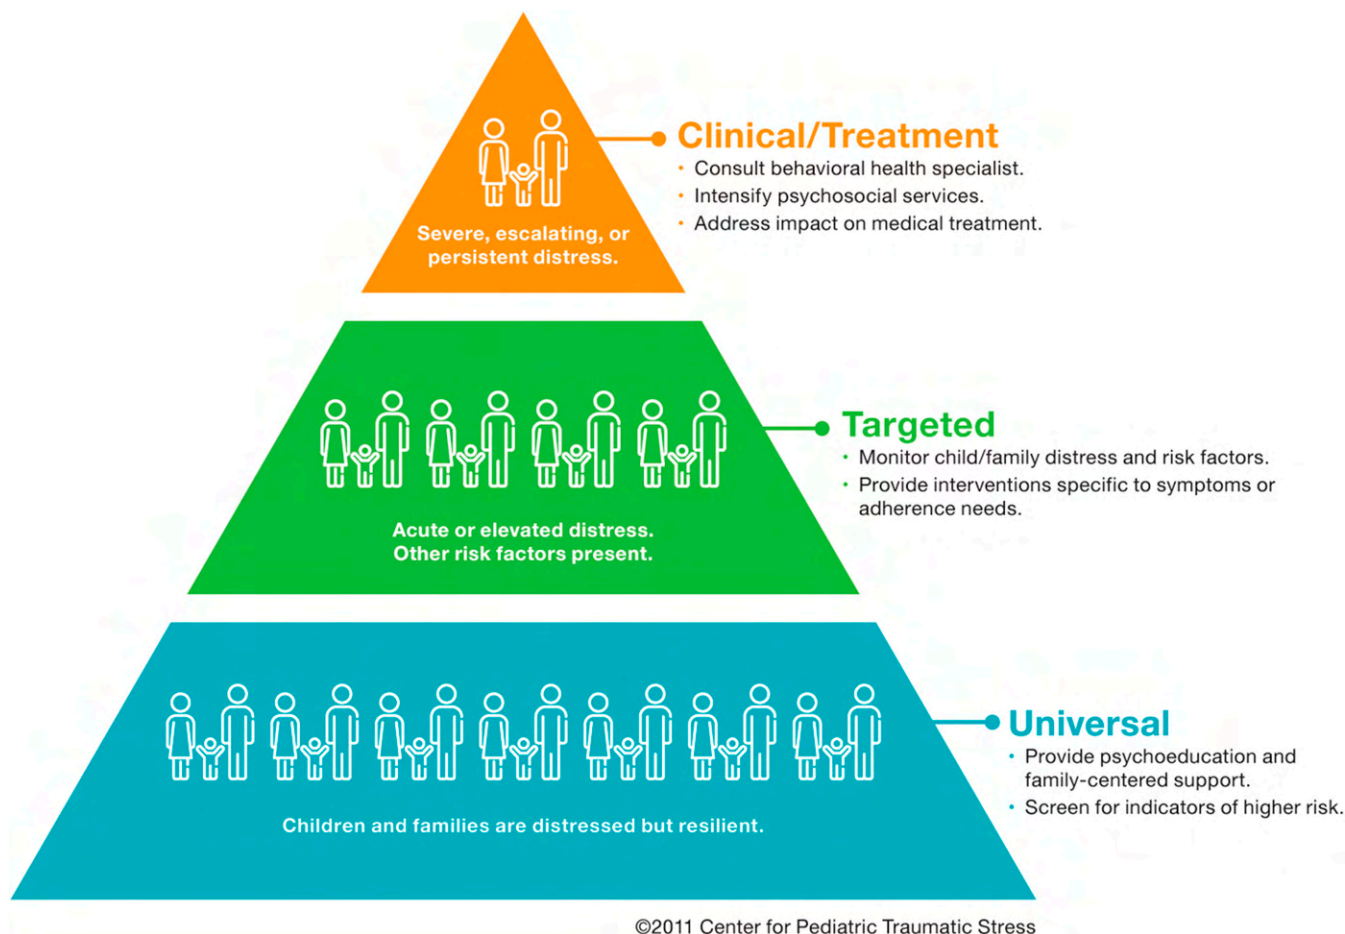 Clinical/Treatment
• Consult behavioral health specialist.
• Intensify psychosocial services.
• Address impact on medical treatment.
Severe, escalating, or
persistent distress.
Targeted
• Monitor child/family distress and risk factors.
• Provide interventions specific to symptoms or
adherence needs.
Acute or elevated distress.
Other risk factors present.
Universal
• Provide psychoeducation and
family-centered support.
• Screen for indicators of higher risk.
Children and families are distressed but resilient.
©2011 Center for Pediatric Traumatic Stress